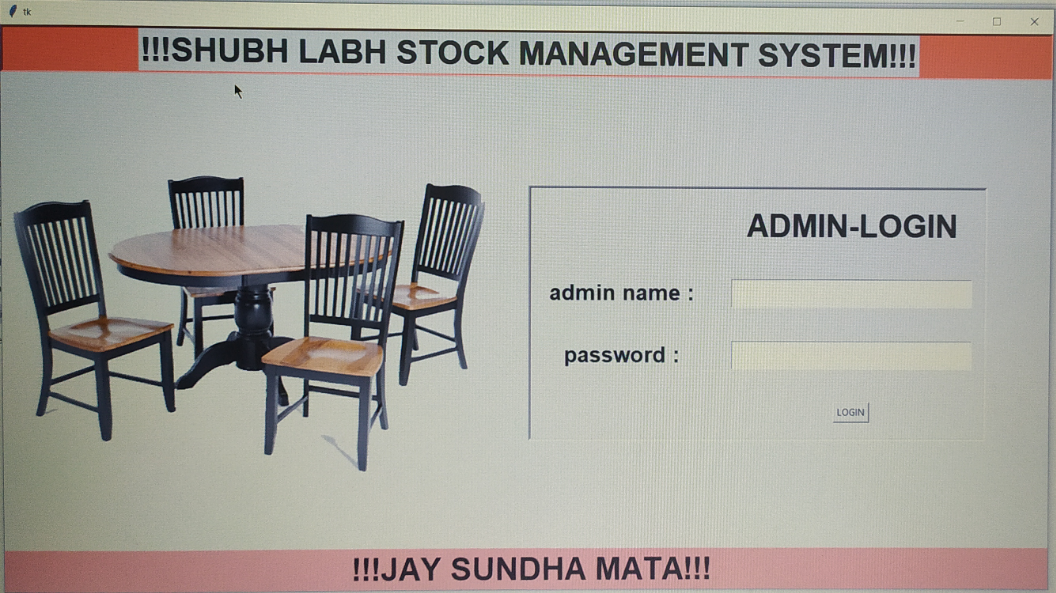 tk
!!!SHUBH LABH STOCK MANAGEMENT SYSTEM!!!
ADMIN-LOGIN
admin name :
password :
LOGIN
!!!JAY SUNDHA MATA!!!